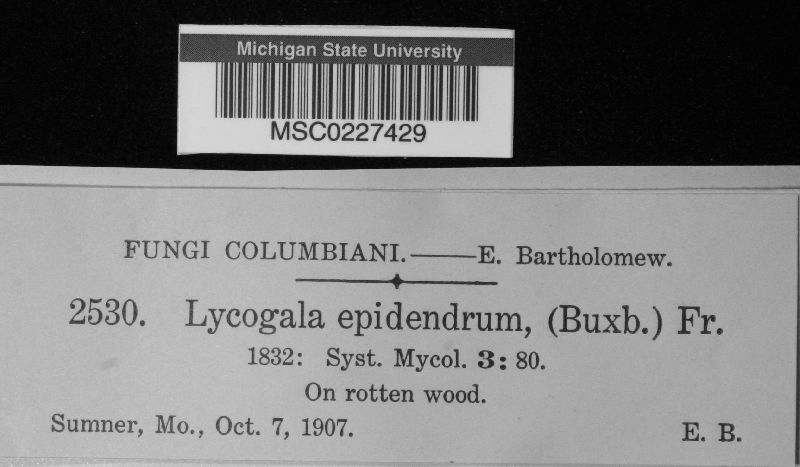 Michigan State University
MSC0227429
FUNGI COLUMBIANI.——E. Bartholomew.
2530. Lycogala epidendrum, (Buxb.) Fr.
1832: Syst. Mycol. 3: 80.
On rotten wood.
Sumner, Mo., Oct. 7, 1907. E. B.